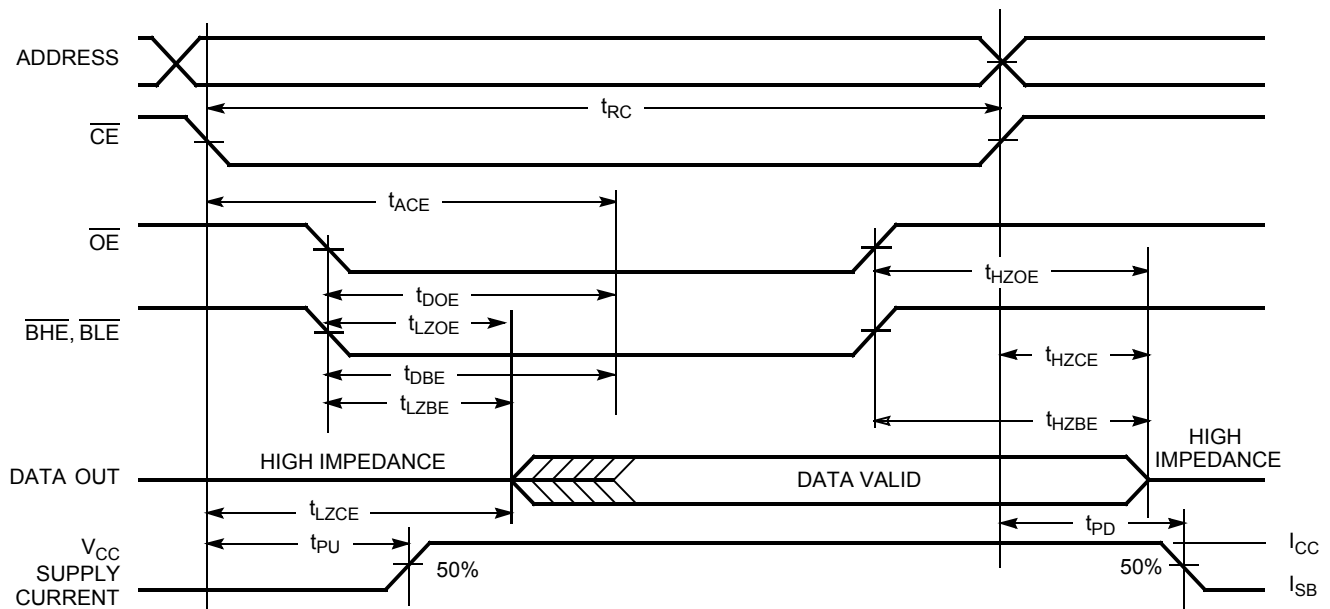 ADDRESS
tRC
CE
tACE
OE
tHZOE
tDOE
tLZOE
BHE, BLE
tHZCE
tDBE
tLZBE
tHZBE
HIGH IMPEDANCE
HIGH
IMPEDANCE
DATA OUT
DATA VALID
tLZCE
tPD
tPU
VCC
SUPPLY
CURRENT
50%
50%
ICC
ISB